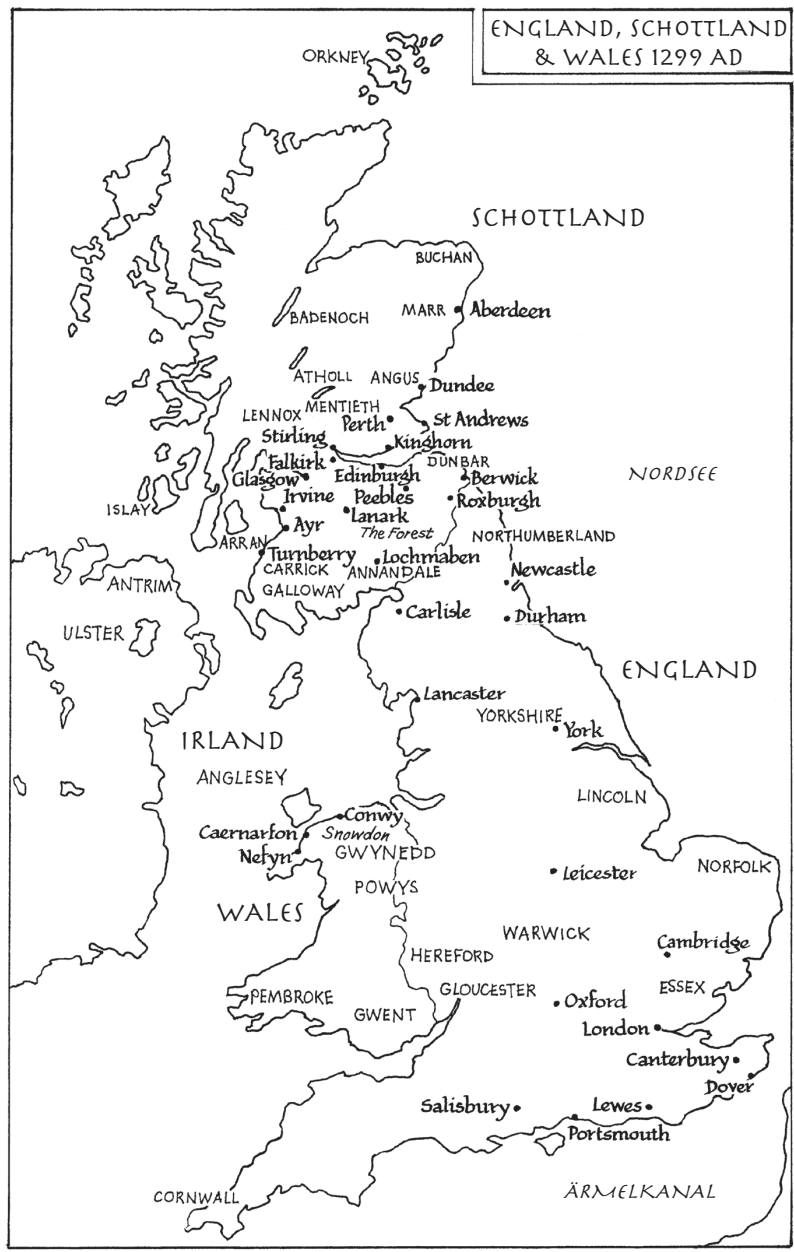 ENGLAND, SCHOTTLAND
& WALES 1299 AD
ORKNEY
SCHOTTLAND
BUCHAN
BADENOCH
MARR
Aberdeen
ATHOLL
ANGUS
Dundee
MENTIETH
LENNOX
Perth
St Andrews
Stirling
Kinghorn
Falkirk
DUNBAR
Edinburgh
NORDSEE
Glasgow
Berwick
Irvine
Peebles
Roxburgh
ISLAY
Lanark
Ayr
The Forest
NORTHUMBERLAND
ARRAN
Turnberry
Lochmaben
CARRICK
ANNANDALE
Newcastle
ANTRIM
GALLOWAY
Carlisle
Durham
ULSTER
ENGLAND
Lancaster
YORKSHIRE
York
IRLAND
ANGLESEY
LINCOLN
Conwy
Caernarfon
Snowdon
Nefyn
GWYNEDD
NORFOLK
Leicester
POWYS
WALES
WARWICK
Cambridge
HEREFORD
ESSEX
GLOUCESTER
PEMBROKE
Oxford
GWENT
London
Canterbury
Dover
Salisbury
Lewes
Portsmouth
CORNWALL
ÄRMELKANAL